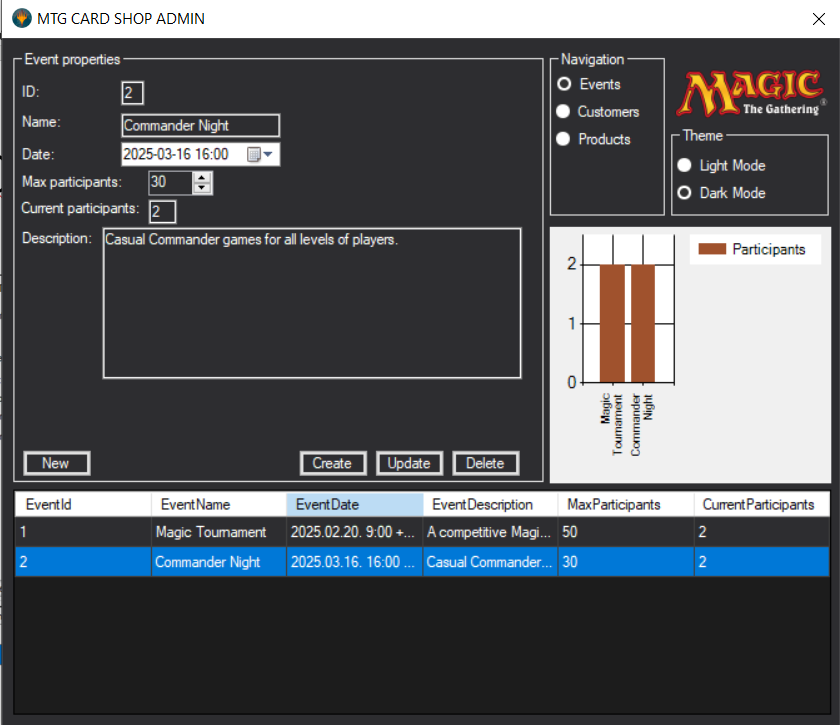 MTG CARD SHOP ADMIN
Event properties
ID:
2
Name:
Commander Night
Date:
2025-03-16 16:00
Max participants:
30
Current participants:
2
Description:
Casual Commander games for all levels of players.
New
Create
Update
Delete
Navigation
Events
Customers
Products
MAGIC
The Gathering®
Theme
Light Mode
Dark Mode
Participants
2
1
0
Magic
Tournament
Commander
Night
EventId EventName EventDate EventDescription MaxParticipants CurrentParticipants
1 Magic Tournament 2025.02.20. 9:00 +... A competitive Magi... 50 2
2 Commander Night 2025.03.16. 16:00 ... Casual Commander... 30 2